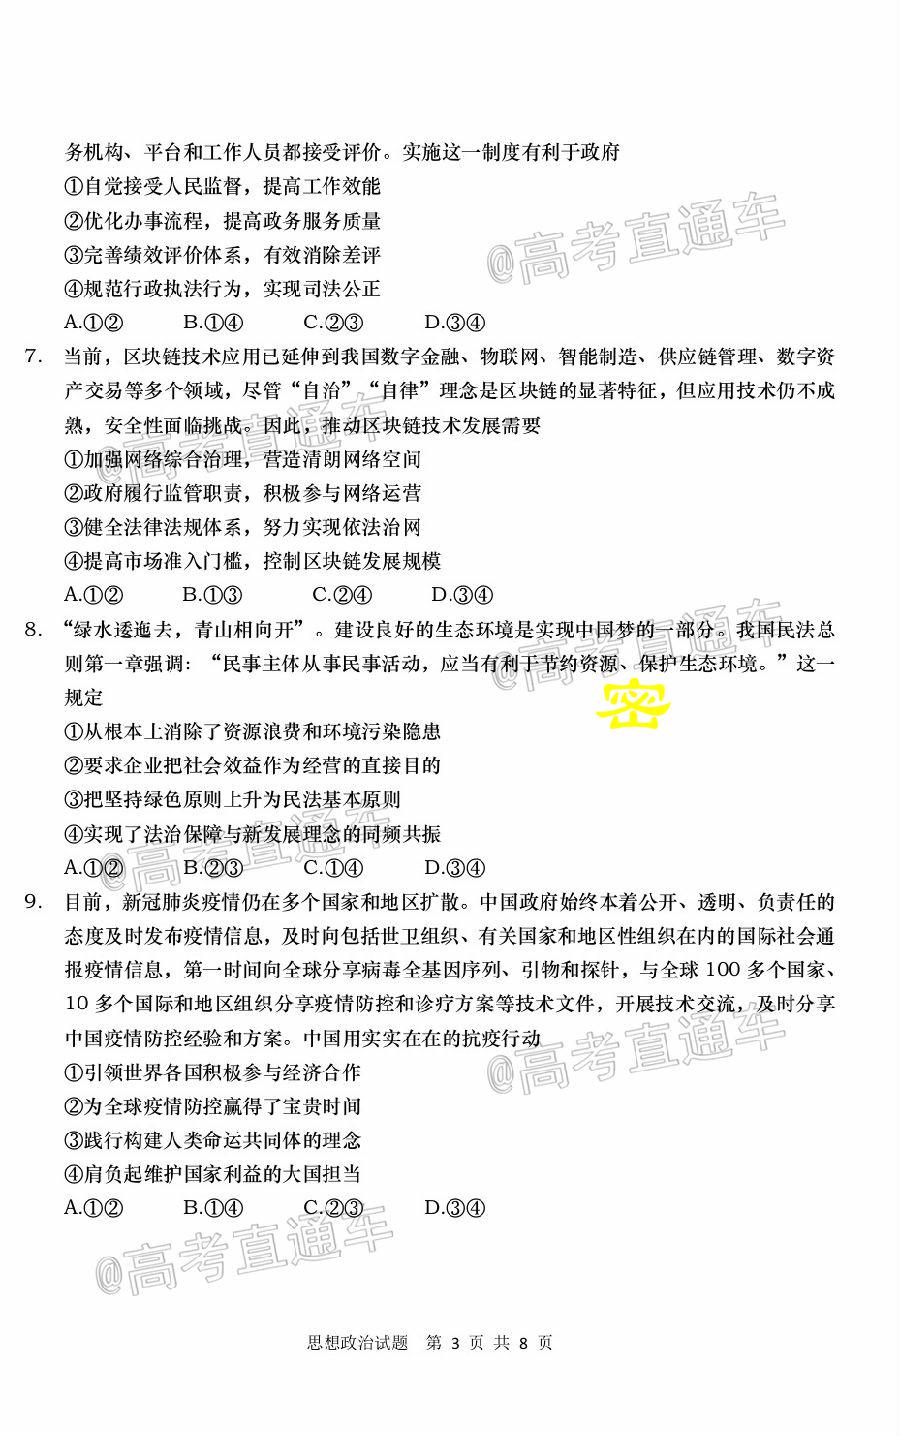 务机构、平台和工作人员都接受评价。实施这一制度有利于政府
①自觉接受人民监督，提高工作效能
②优化办事流程，提高政务服务质量
③完善绩效评价体系，有效消除差评
④规范行政执法行为，实现司法公正
A.①② B.①④ C.②③ D.③④
7. 当前，区块链技术应用已延伸到我国数字金融、物联网、智能制造、供应链管理、数字资
产交易等多个领域，尽管“自治”“自律”理念是区块链的显著特征，但应用技术仍不成
熟，安全性面临挑战。因此，推动区块链技术发展需要
①加强网络综合治理，营造清朗网络空间
②政府履行监管职责，积极参与网络运营
③健全法律法规体系，努力实现依法治网
④提高市场准入门槛，控制区块链发展规模
A.①② B.①③ C.②④ D.③④
8. “绿水逶迤去，青山相向开”。建设良好的生态环境是实现中国梦的一部分。我国民法总
则第一章强调：“民事主体从事民事活动，应当有利于节约资源、保护生态环境。”这一
规定
密
①从根本上消除了资源浪费和环境污染隐患
②要求企业把社会效益作为经营的直接目的
③把坚持绿色原则上升为民法基本原则
④实现了法治保障与新发展理念的同频共振
A.①② B.②③ C.①④ D.③④
9. 目前，新冠肺炎疫情仍在多个国家和地区扩散。中国政府始终本着公开、透明、负责任的
态度及时发布疫情信息，及时向包括世卫组织、有关国家和地区性组织在内的国际社会通
报疫情信息，第一时间向全球分享病毒全基因序列、引物和探针，与全球 100 多个国家、
10 多个国际和地区组织分享疫情防控和诊疗方案等技术文件，开展技术交流，及时分享
中国疫情防控经验和方案。中国用实实在在的抗疫行动
①引领世界各国积极参与经济合作
②为全球疫情防控赢得了宝贵时间
③践行构建人类命运共同体的理念
④肩负起维护国家利益的大国担当
A.①② B.①④ C.②③ D.③④
思想政治试题 第 3 页 共 8 页
@高考直通车
@高考直通车
@高考直通车
@高考直通车
@高考直通车
@高考直通车